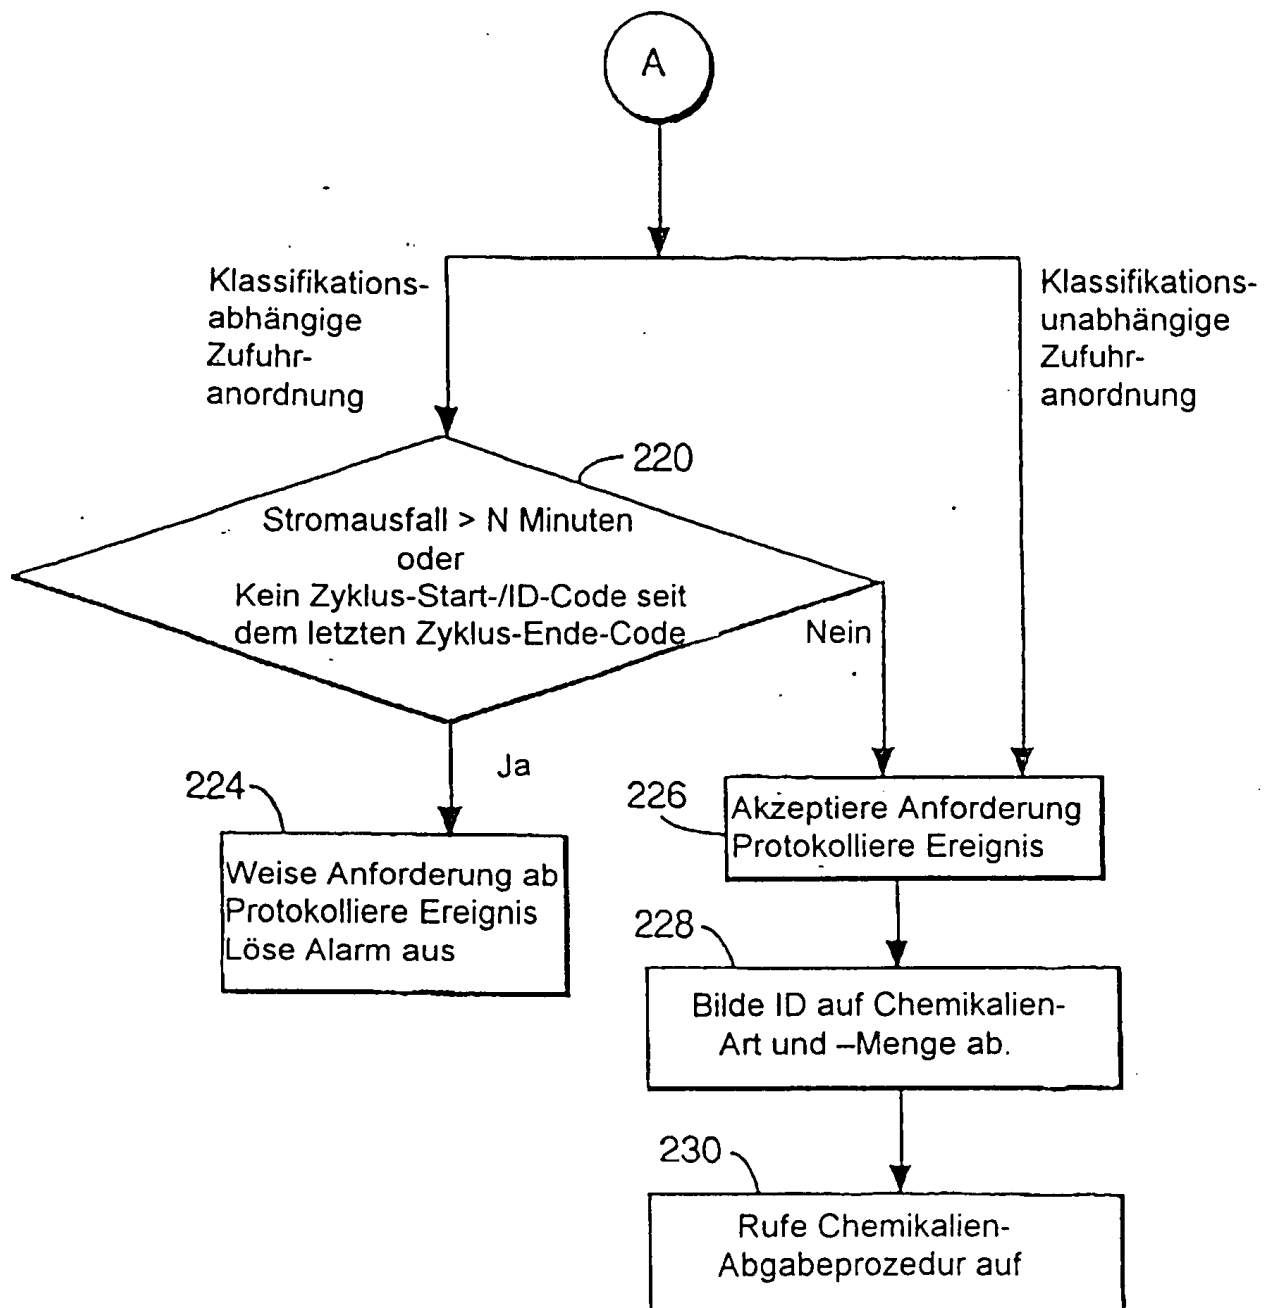 A
Klassifikations-
abhängige
Zufuhr-
anordnung
Klassifikations-
unabhängige
Zufuhr-
anordnung
220
Stromausfall > N Minuten
oder
Kein Zyklus-Start-/ID-Code seit
dem letzten Zyklus-Ende-Code
Nein
Ja
224
Weise Anforderung ab
Protokolliere Ereignis
Löse Alarm aus
226
Akzeptiere Anforderung
Protokolliere Ereignis
228
Bilde ID auf Chemikalien-
Art und –Menge ab.
230
Rufe Chemikalien-
Abgabeprozedur auf